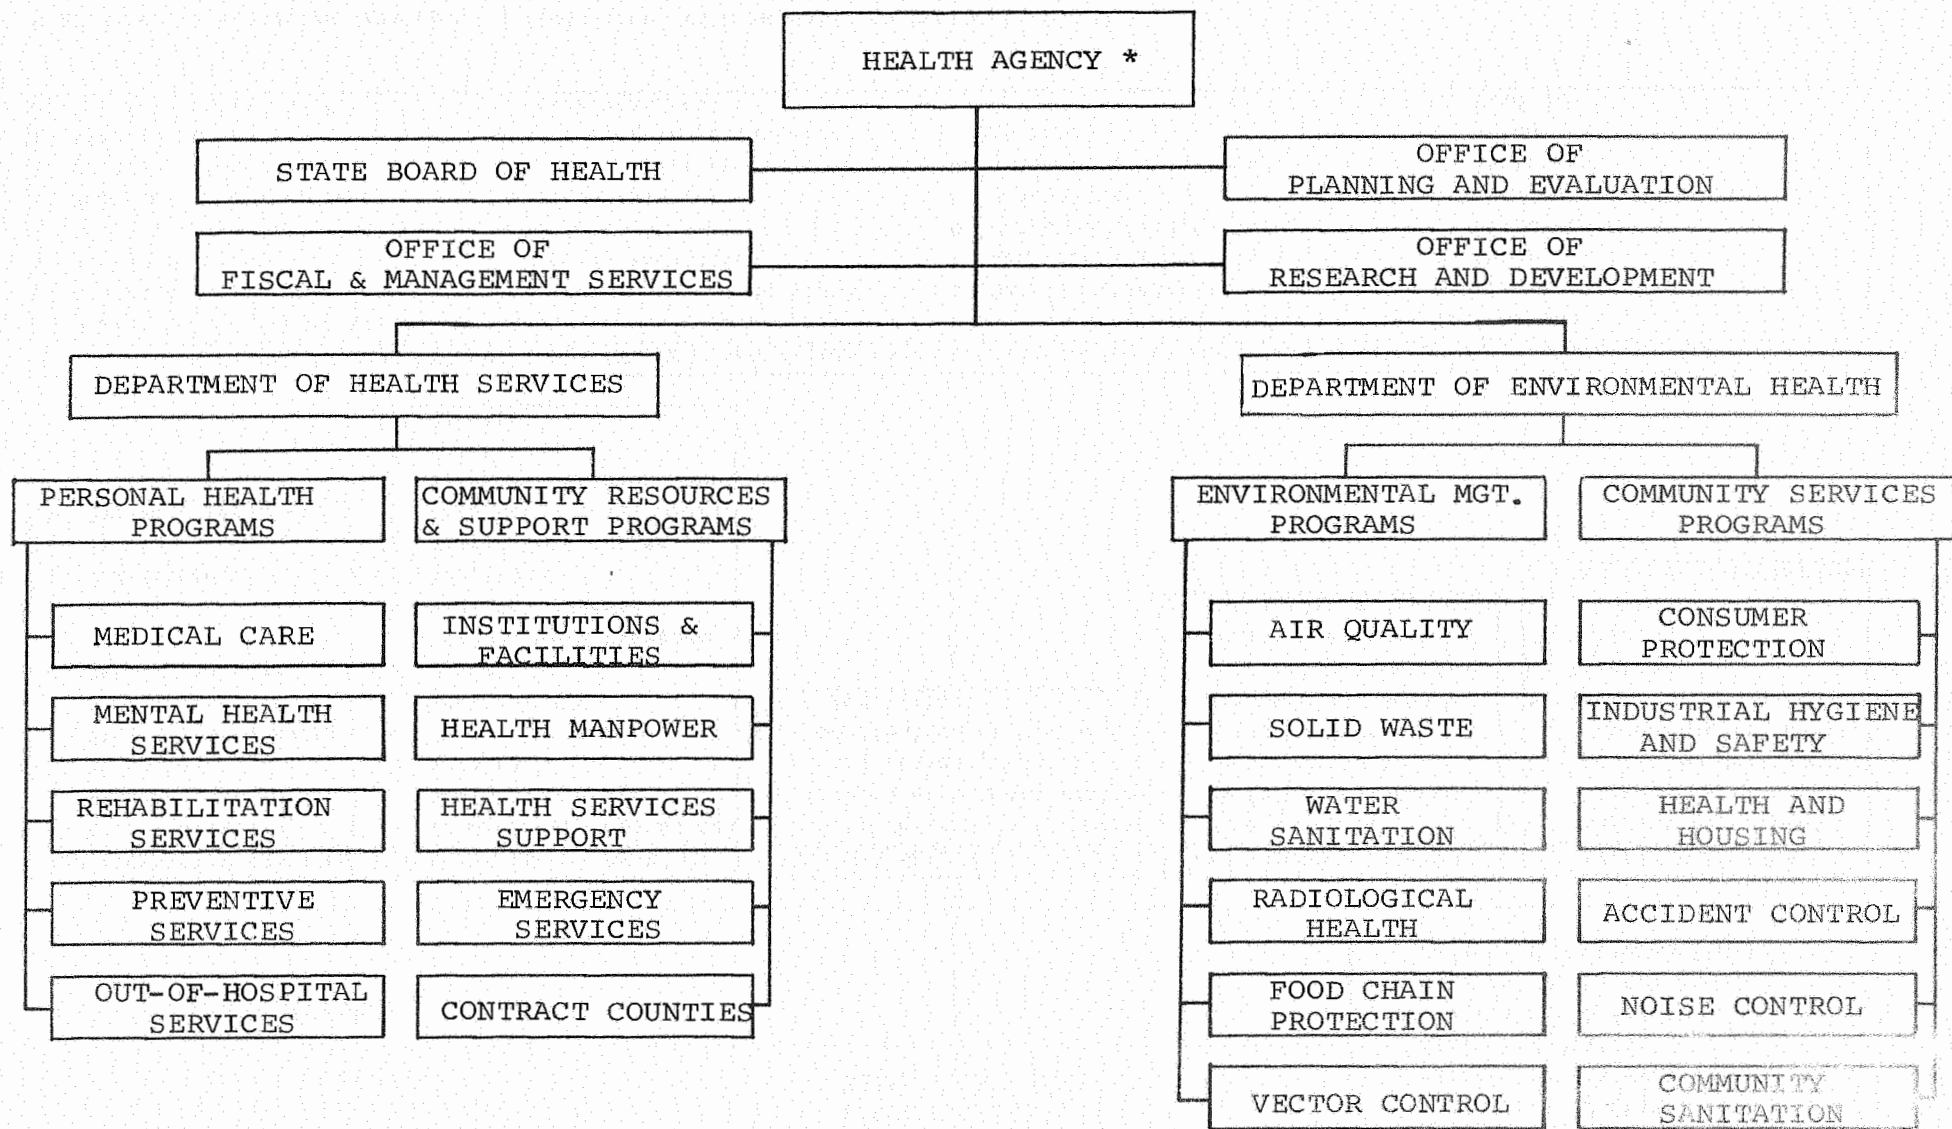 HEALTH AGENCY *
STATE BOARD OF HEALTH
OFFICE OF
PLANNING AND EVALUATION
OFFICE OF
FISCAL & MANAGEMENT SERVICES
OFFICE OF
RESEARCH AND DEVELOPMENT
DEPARTMENT OF HEALTH SERVICES
DEPARTMENT OF ENVIRONMENTAL HEALTH
PERSONAL HEALTH
PROGRAMS
COMMUNITY RESOURCES
& SUPPORT PROGRAMS
ENVIRONMENTAL MGT.
PROGRAMS
COMMUNITY SERVICES
PROGRAMS
MEDICAL CARE
MENTAL HEALTH
SERVICES
REHABILITATION
SERVICES
PREVENTIVE
SERVICES
OUT-OF-HOSPITAL
SERVICES
INSTITUTIONS &
FACILITIES
HEALTH MANPOWER
HEALTH SERVICES
SUPPORT
EMERGENCY
SERVICES
CONTRACT COUNTIES
AIR QUALITY
SOLID WASTE
WATER
SANITATION
RADIOLOGICAL
HEALTH
FOOD CHAIN
PROTECTION
VECTOR CONTROL
CONSUMER
PROTECTION
INDUSTRIAL HYGIENE
AND SAFETY
HEALTH AND
HOUSING
ACCIDENT CONTROL
NOISE CONTROL
COMMUNITY
SANITATION